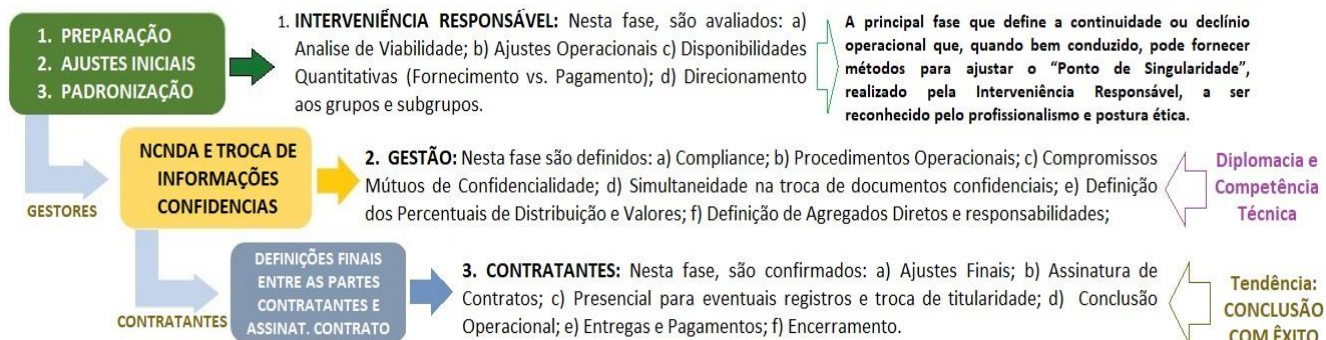 1. PREPARAÇÃO
2. AJUSTES INICIAIS
3. PADRONIZAÇÃO
1. INTERVENIÊNCIA RESPONSÁVEL: Nesta fase, são avaliados: a)
Analise de Viabilidade; b) Ajustes Operacionais c) Disponibilidades
Quantitativas (Fornecimento vs. Pagamento); d) Direcionamento
aos grupos e subgrupos.
A principal fase que define a continuidade ou declínio
operacional que, quando bem conduzido, pode fornecer
métodos para ajustar o “Ponto de Singularidade”,
realizado pela Interveniência Responsável, a ser
reconhecido pelo profissionalismo e postura ética.
GESTORES
NCNDA E TROCA DE
INFORMAÇÕES
CONFIDENCIAS
2. GESTÃO: Nesta fase são definidos: a) Compliance; b) Procedimentos Operacionais; c) Compromissos
Mútuos de Confidencialidade; d) Simultaneidade na troca de documentos confidenciais; e) Definição
dos Percentuais de Distribuição e Valores; f) Definição de Agregados Diretos e responsabilidades;
Diplomacia e
Competência
Técnica
CONTRATANTES
DEFINIÇÕES FINAIS
ENTRE AS PARTES
CONTRATANTES E
ASSINAT. CONTRATO
3. CONTRATANTES: Nesta fase, são confirmados: a) Ajustes Finais; b) Assinatura de
Contratos; c) Presencial para eventuais registros e troca de titularidade; d) Conclusão
Operacional; e) Entregas e Pagamentos; f) Encerramento.
Tendência:
CONCLUSÃO
COM ÊXITO